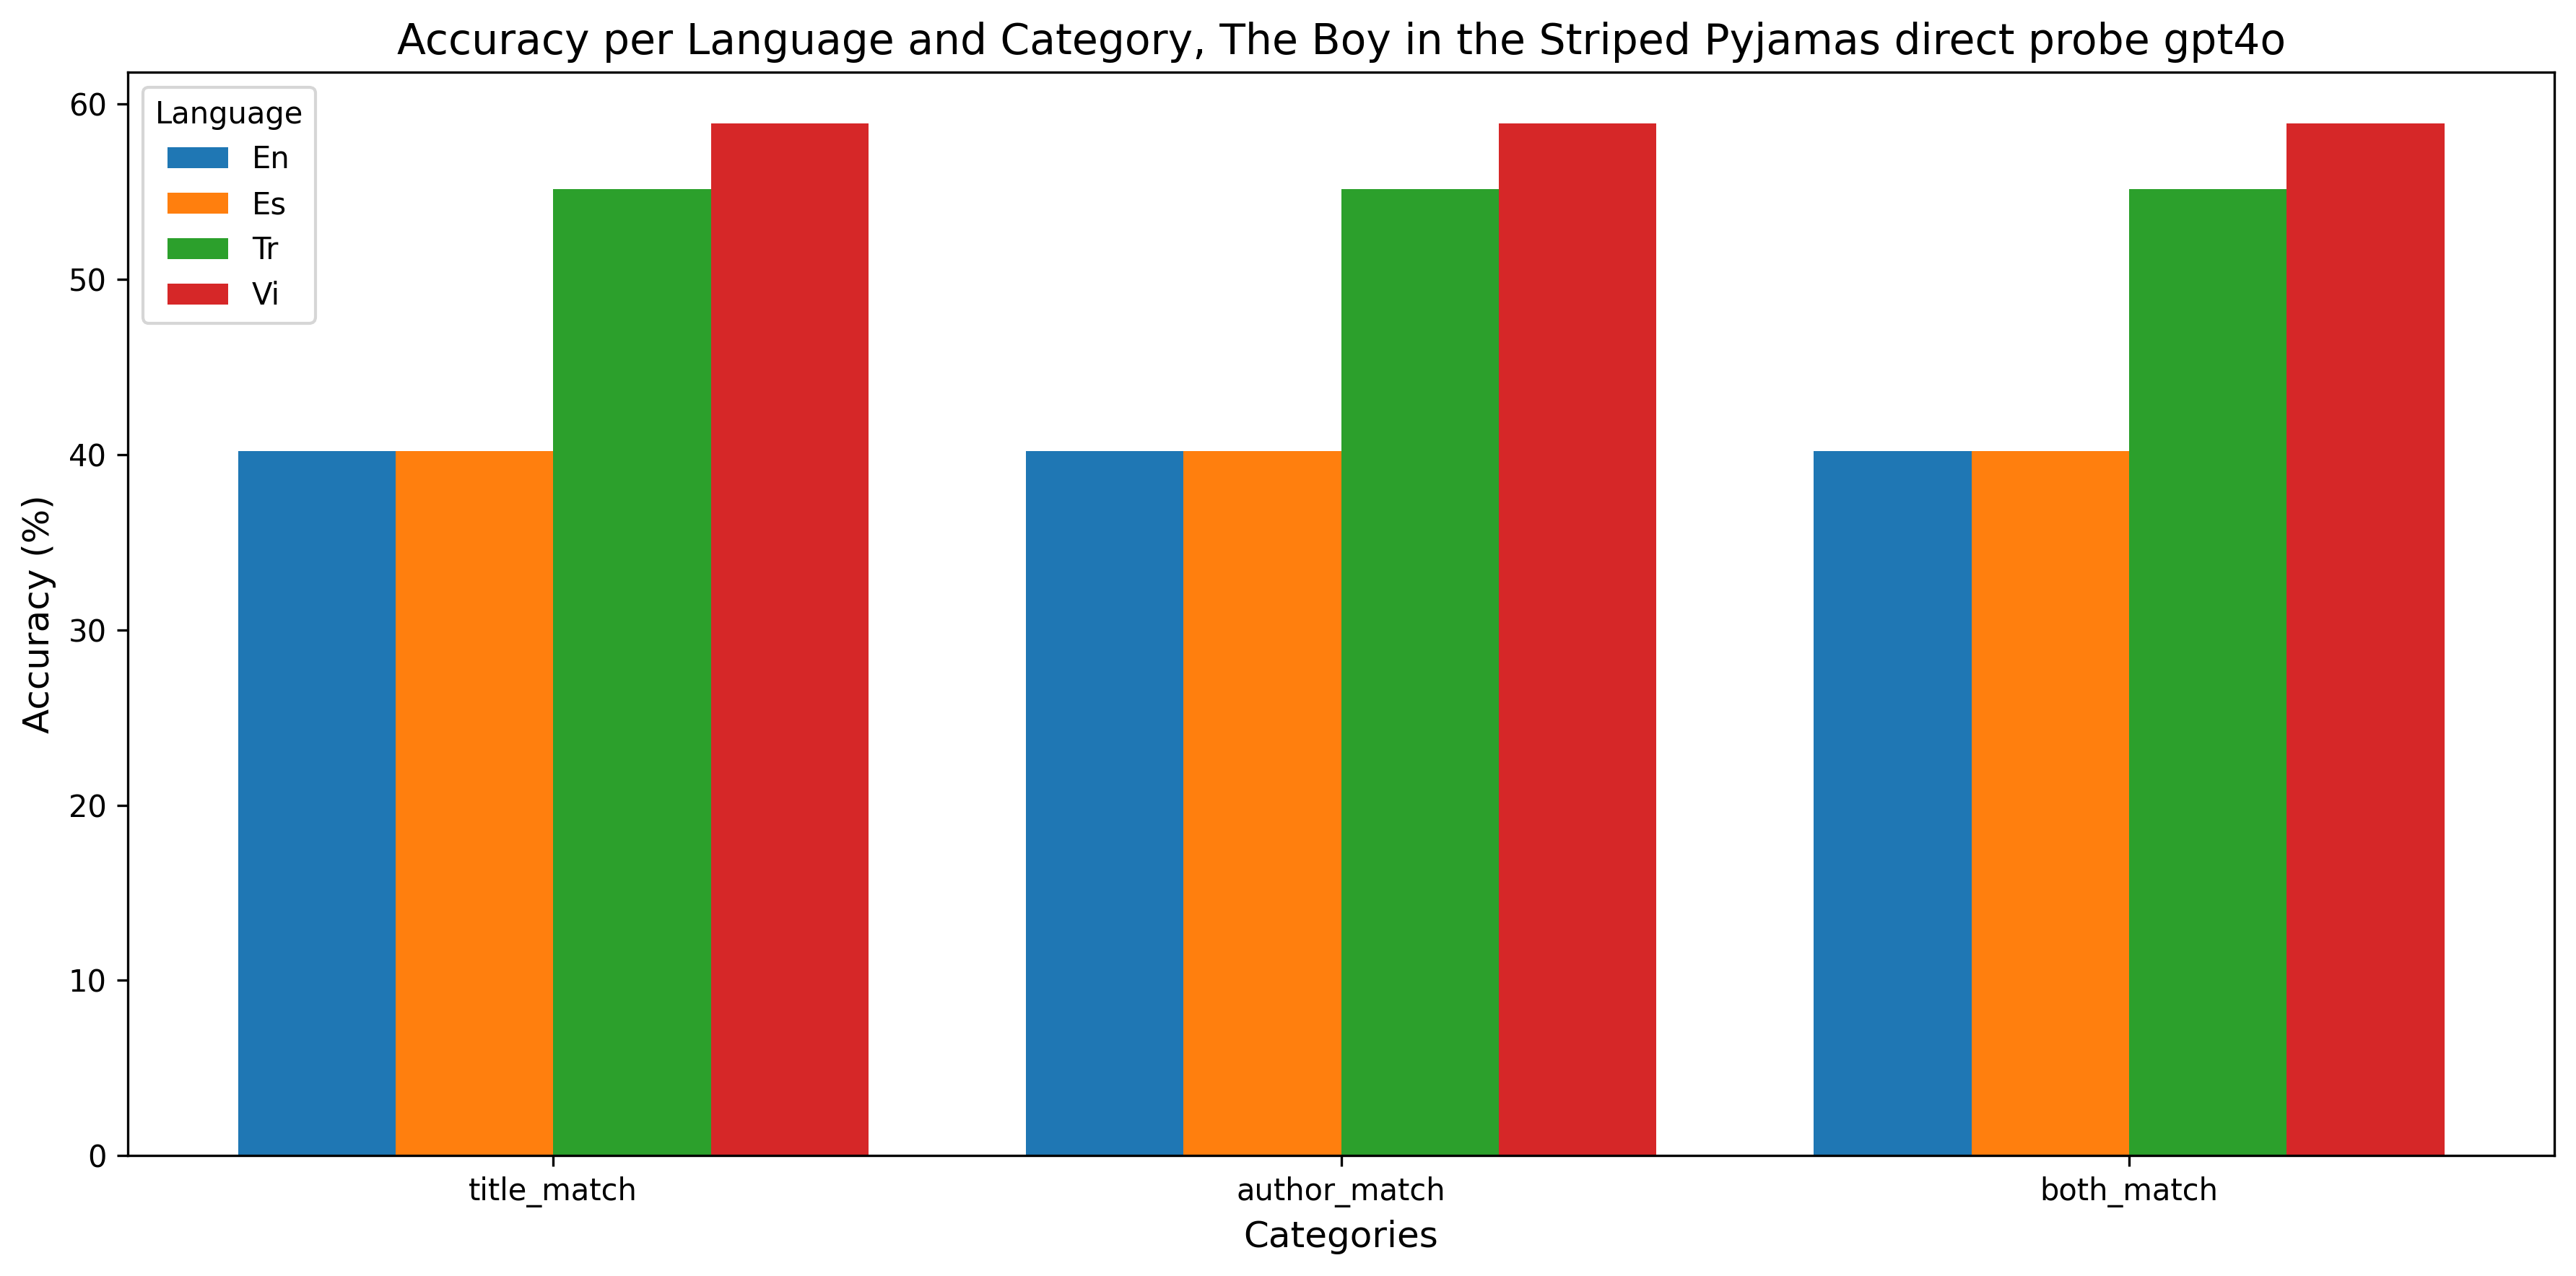 Accuracy per Language and Category, The Boy in the Striped Pyjamas direct probe gpt4o
Language
En
Es
Tr
Vi
Accuracy (%)
60
50
40
30
20
10
0
title_match
author_match
both_match
Categories